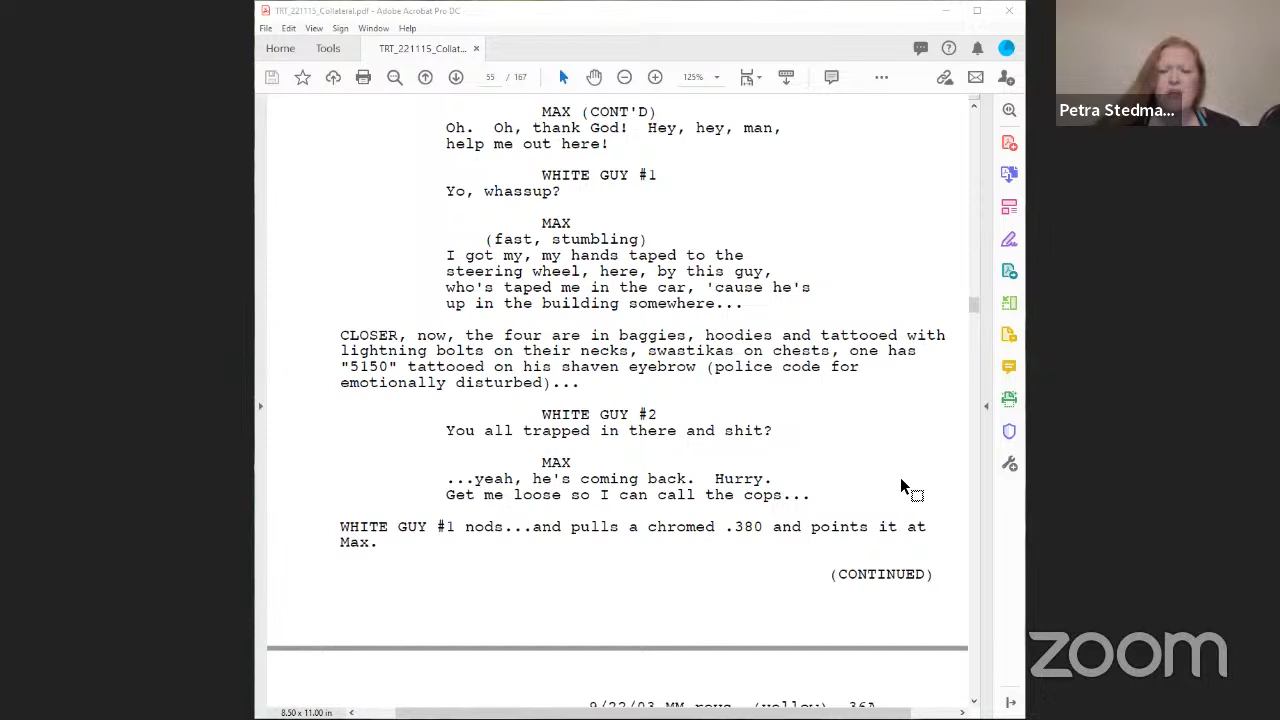 TRT_221115_Collateral.pdf - Adobe Acrobat Pro DC
File Edit View Sign Window Help
Home Tools TRT_221115_Collat... ×
55 / 167 125%
Petra Stedma...
MAX (CONT'D)
Oh. Oh, thank God! Hey, hey, man,
help me out here!
WHITE GUY #1
Yo, whassup?
MAX
(fast, stumbling)
I got my, my hands taped to the
steering wheel, here, by this guy,
who's taped me in the car, 'cause he's
up in the building somewhere...
CLOSER, now, the four are in baggies, hoodies and tattooed with
lightning bolts on their necks, swastikas on chests, one has
"5150" tattooed on his shaven eyebrow (police code for
emotionally disturbed)...
WHITE GUY #2
You all trapped in there and shit?
MAX
...yeah, he's coming back. Hurry.
Get me loose so I can call the cops...
WHITE GUY #1 nods...and pulls a chromed .380 and points it at
Max.
(CONTINUED)
zoom
9/22/03 MM revs. (yellow) 36A
8.50 x 11.00 in